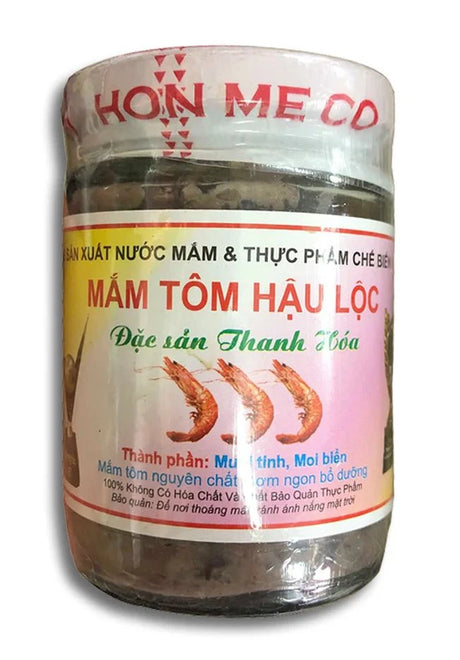 HON ME CO
SẢN XUẤT NƯỚC MẮM & THỰC PHẨM CHẾ BIẾN
MẮM TÔM HẬU LỘC
Đặc sản Thanh Hóa
Thành phần: Muối tinh, Moi biển
Mắm tôm nguyên chất thơm ngon bổ dưỡng
100% Không Có Hóa Chất Và Chất Bảo Quản Thực Phẩm
Bảo quản: Để nơi thoáng mát tránh ánh nắng mặt trời